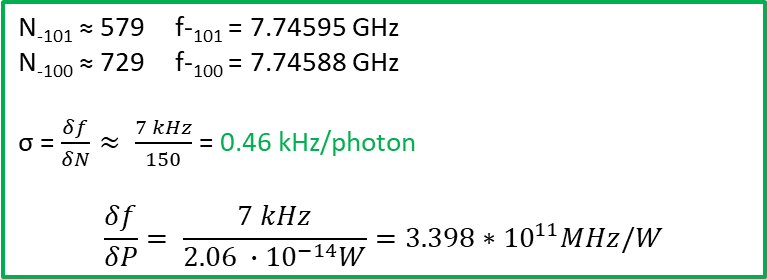 N-101 ≈ 579 f-101 = 7.74595 GHz
N-100 ≈ 729 f-100 = 7.74588 GHz
σ = δf/δN ≈ 7 kHz/150 = 0.46 kHz/photon
δf/δP = 7 kHz/2.06 · 10^−14 W = 3.398 * 10^11 MHz/W